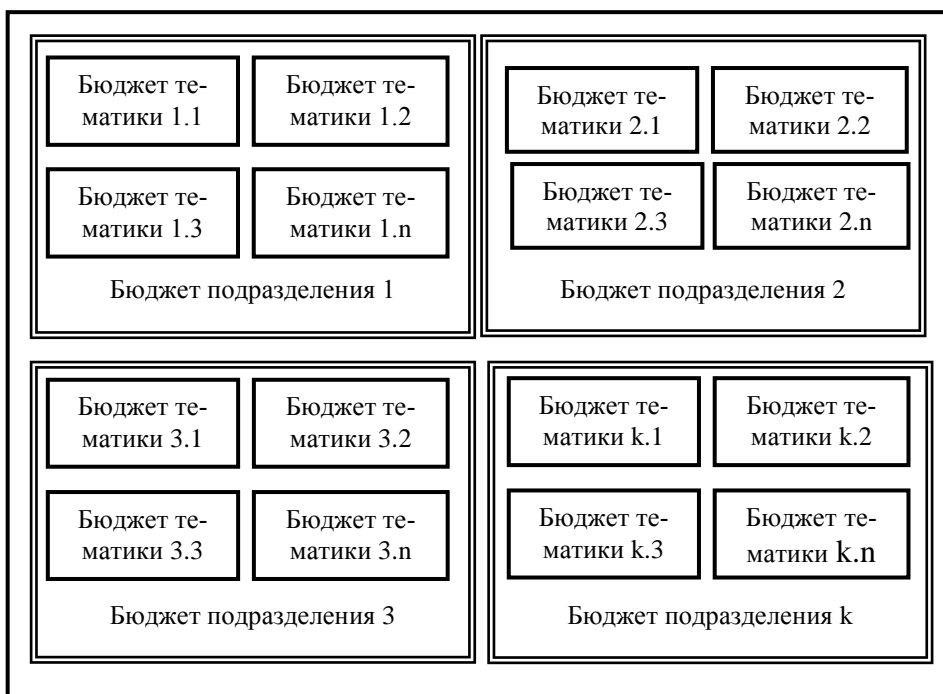 Бюджет те-
матики 1.1
Бюджет те-
матики 1.2
Бюджет те-
матики 1.3
Бюджет те-
матики 1.n
Бюджет подразделения 1
Бюджет те-
матики 2.1
Бюджет те-
матики 2.2
Бюджет те-
матики 2.3
Бюджет те-
матики 2.n
Бюджет подразделения 2
Бюджет те-
матики 3.1
Бюджет те-
матики 3.2
Бюджет те-
матики 3.3
Бюджет те-
матики 3.n
Бюджет подразделения 3
Бюджет те-
матики k.1
Бюджет те-
матики k.2
Бюджет те-
матики k.3
Бюджет те-
матики k.n
Бюджет подразделения k